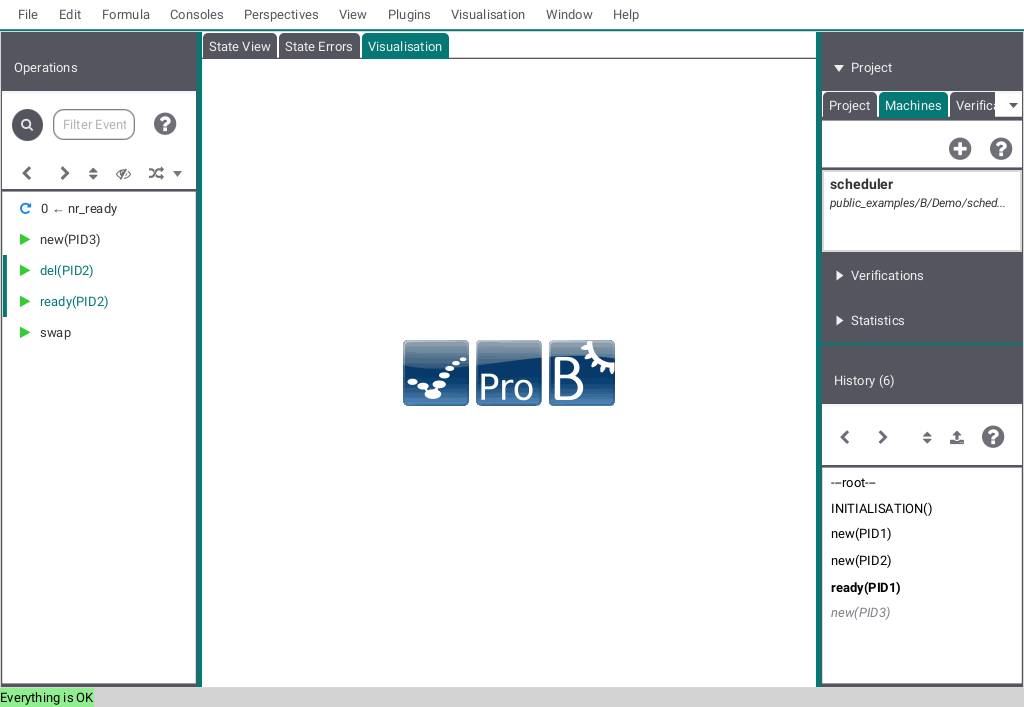 File Edit Formula Consoles Perspectives View Plugins Visualisation Window Help
Operations
Filter Event
0 ← nr_ready
new(PID3)
del(PID2)
ready(PID2)
swap
State View State Errors Visualisation
Pro B
Project
Project Machines Verifica
scheduler
public_examples/B/Demo/sched...
Verifications
Statistics
History (6)
---root---
INITIALISATION()
new(PID1)
new(PID2)
ready(PID1)
new(PID3)
Everything is OK